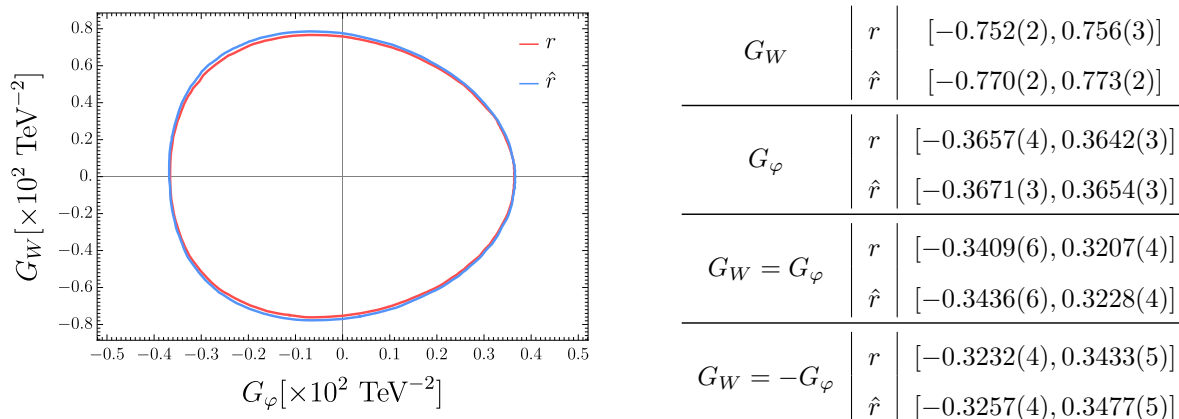 0.8
0.6
0.4
0.2
0.
−0.2
−0.4
−0.6
−0.8
G_W[×10² TeV⁻²]
r
r̂
−0.5 −0.4 −0.3 −0.2 −0.1 0. 0.1 0.2 0.3 0.4 0.5
G_φ[×10² TeV⁻²]
G_W r [−0.752(2), 0.756(3)]
r̂ [−0.770(2), 0.773(2)]
G_φ r [−0.3657(4), 0.3642(3)]
r̂ [−0.3671(3), 0.3654(3)]
G_W = G_φ r [−0.3409(6), 0.3207(4)]
r̂ [−0.3436(6), 0.3228(4)]
G_W = −G_φ r [−0.3232(4), 0.3433(5)]
r̂ [−0.3257(4), 0.3477(5)]